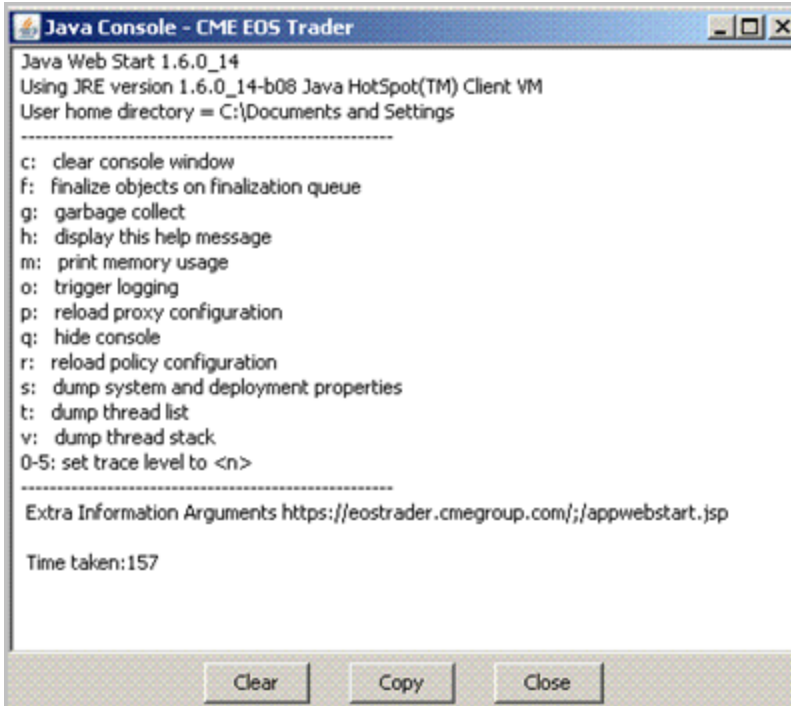 Java Console - CME EOS Trader
Java Web Start 1.6.0_14
Using JRE version 1.6.0_14-b08 Java HotSpot(TM) Client VM
User home directory = C:\Documents and Settings
----------------------------------------------------
c: clear console window
f: finalize objects on finalization queue
g: garbage collect
h: display this help message
m: print memory usage
o: trigger logging
p: reload proxy configuration
q: hide console
r: reload policy configuration
s: dump system and deployment properties
t: dump thread list
v: dump thread stack
0-5: set trace level to <n>
----------------------------------------------------
Extra Information Arguments https://eostrader.cmegroup.com/;/appwebstart.jsp
Time taken:157
Clear Copy Close